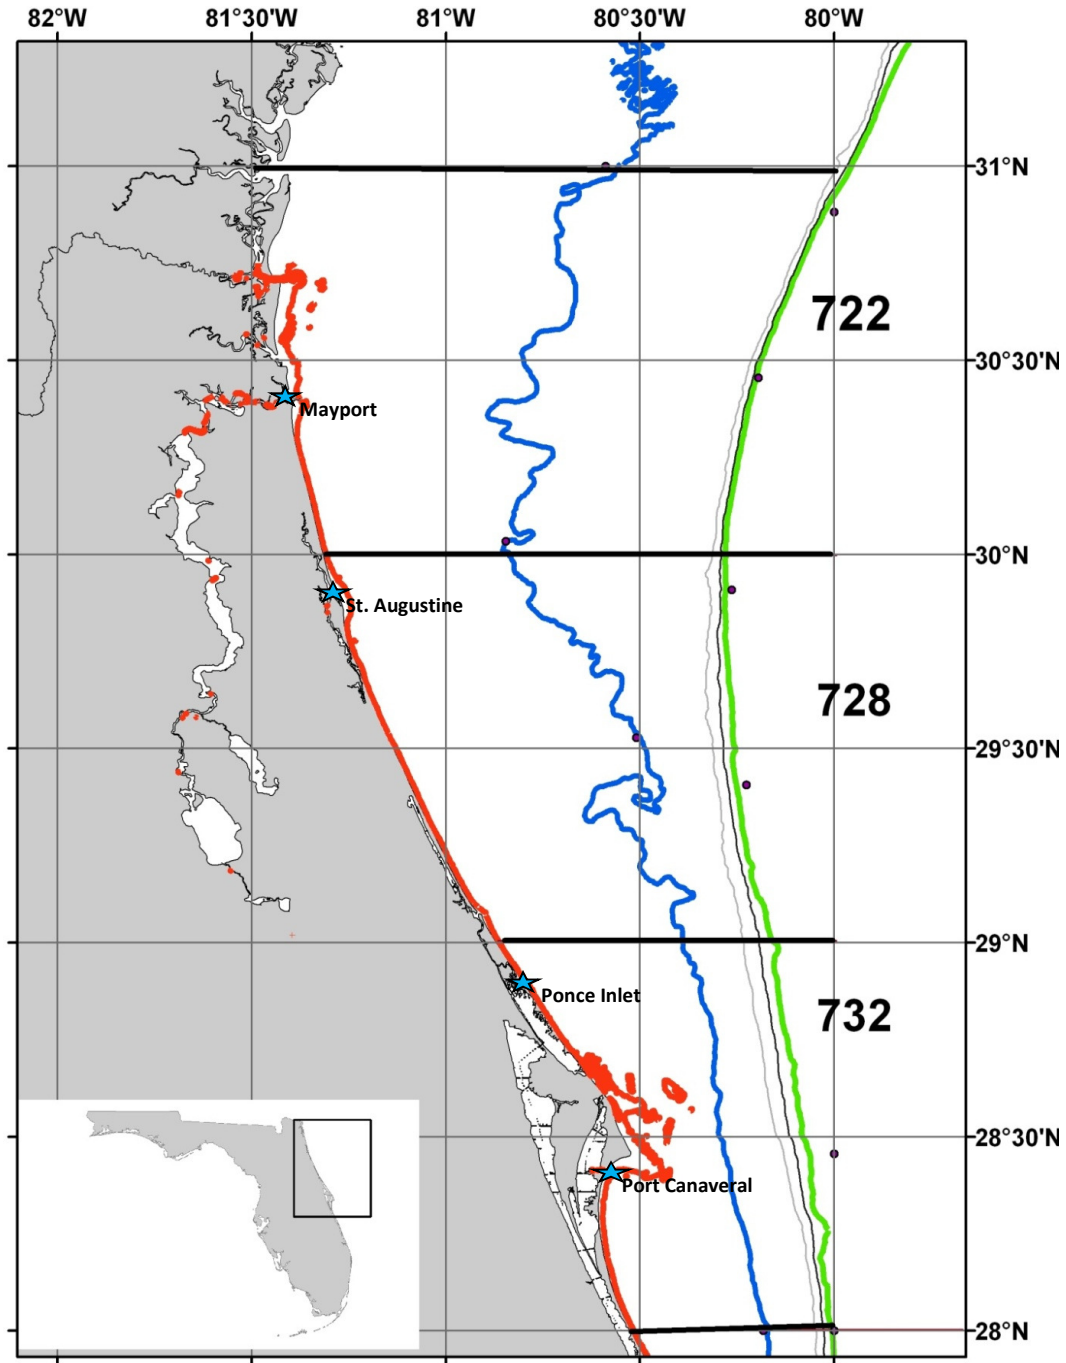 82°W 81°30'W 81°W 80°30'W 80°W
31°N
722
30°30'N
Mayport
30°N
St. Augustine
728
29°30'N
29°N
Ponce Inlet
732
28°30'N
Port Canaveral
28°N